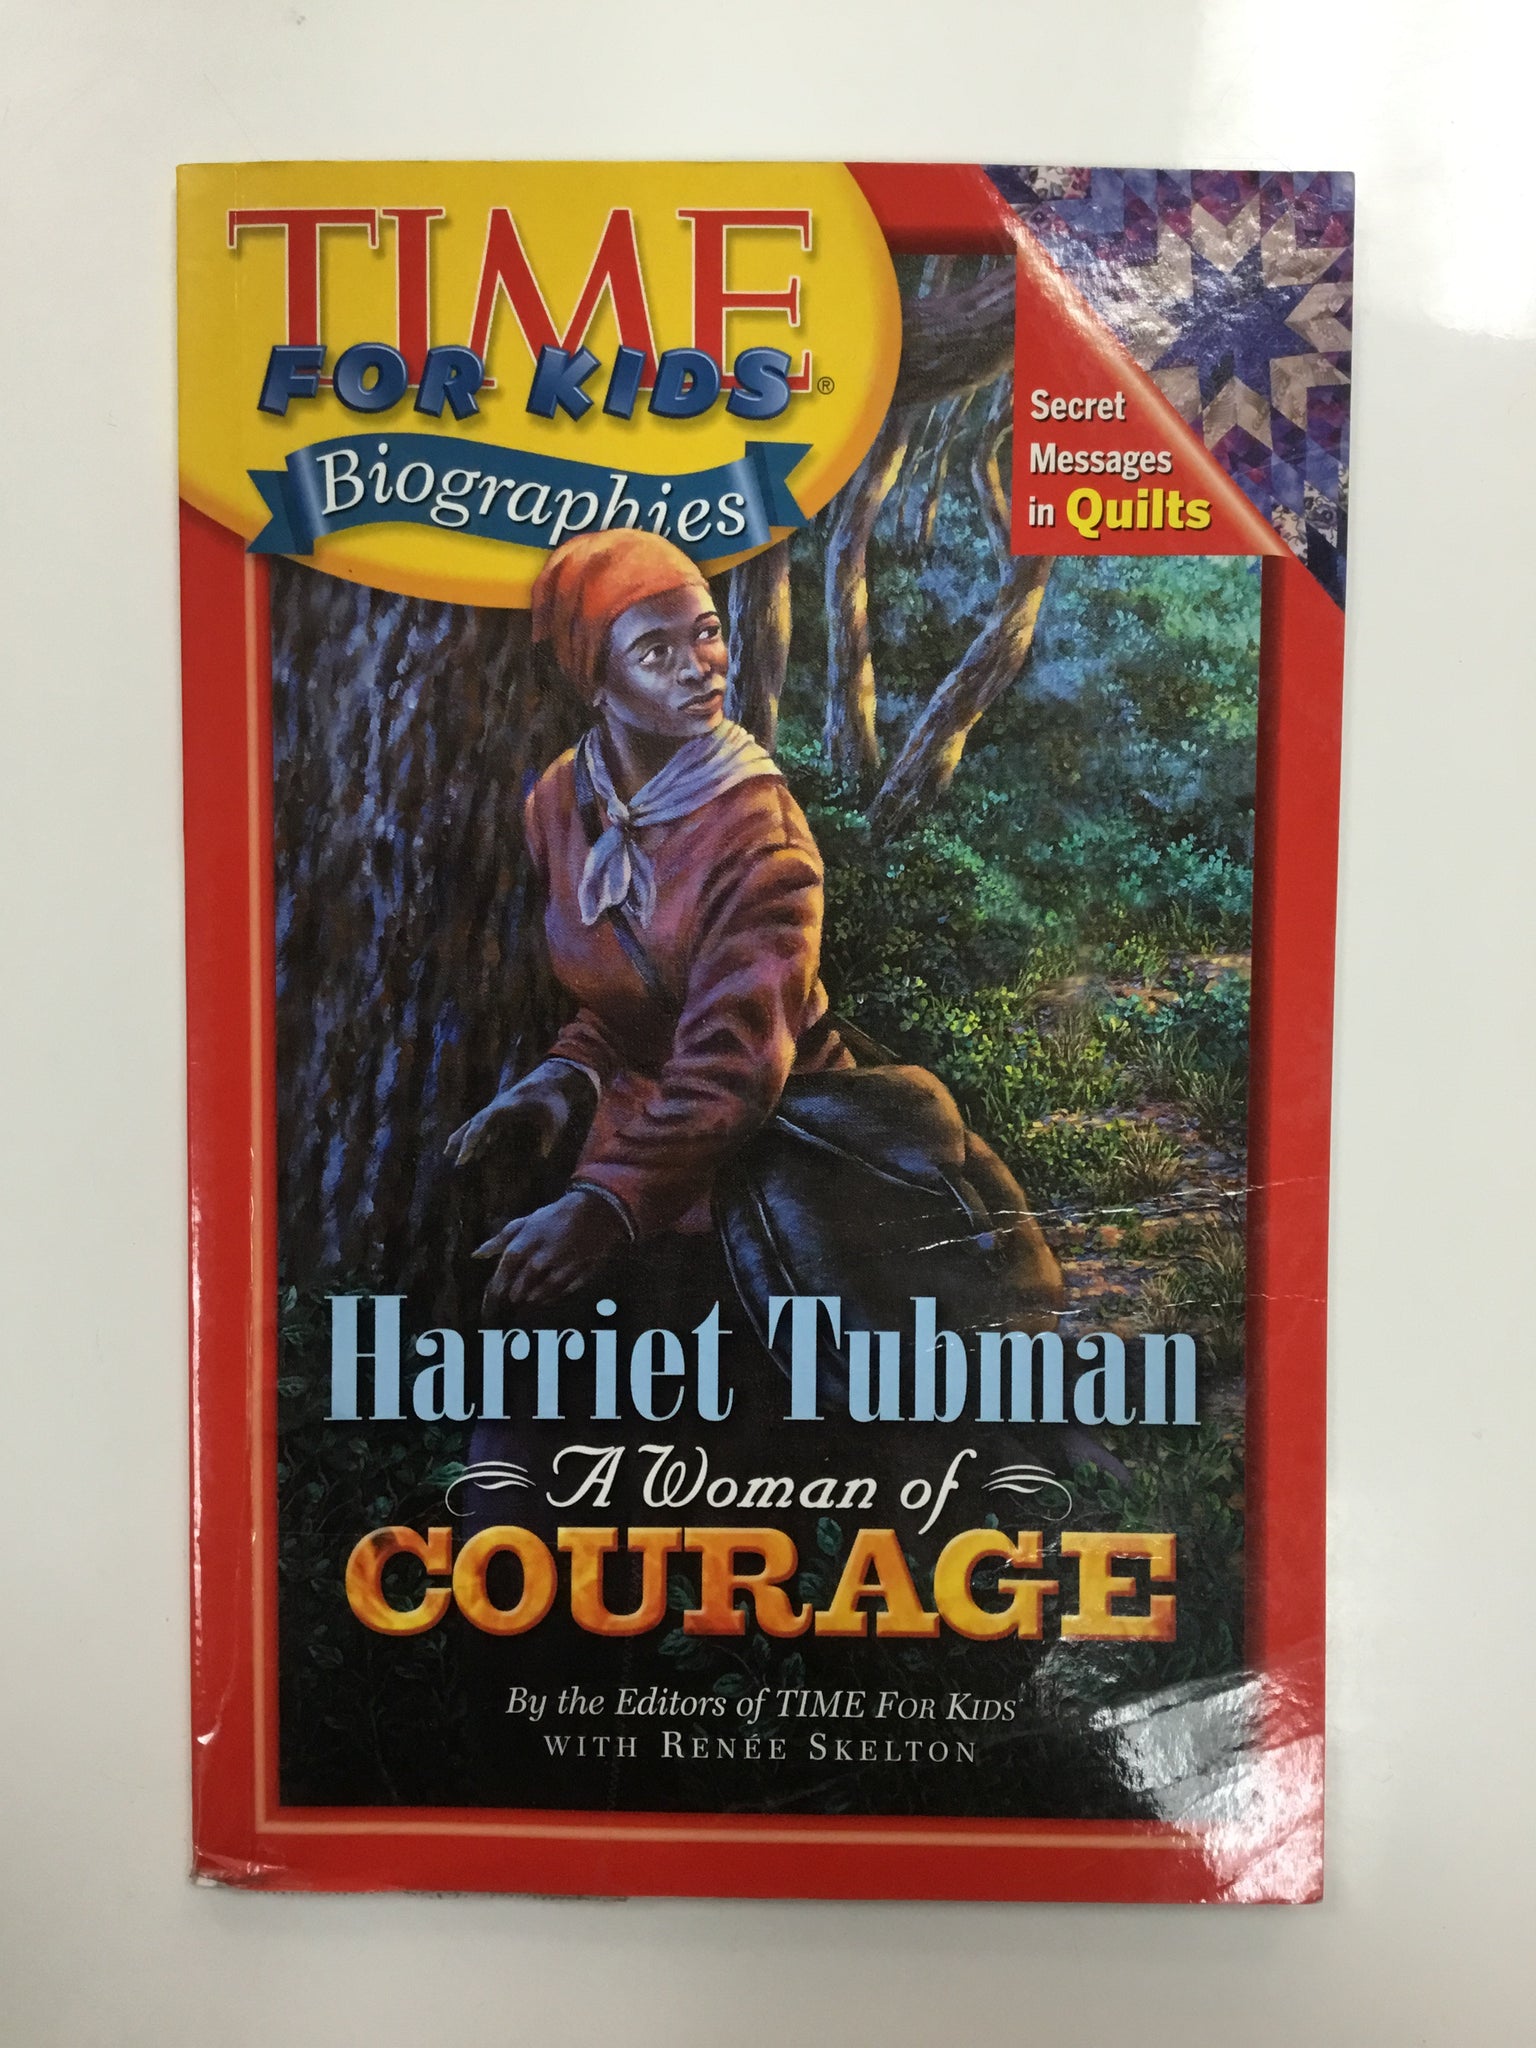 TIME
FOR KIDS®
Biographies
Secret
Messages
in Quilts
Harriet Tubman
A Woman of
COURAGE
By the Editors of TIME FOR KIDS
WITH RENÉE SKELTON